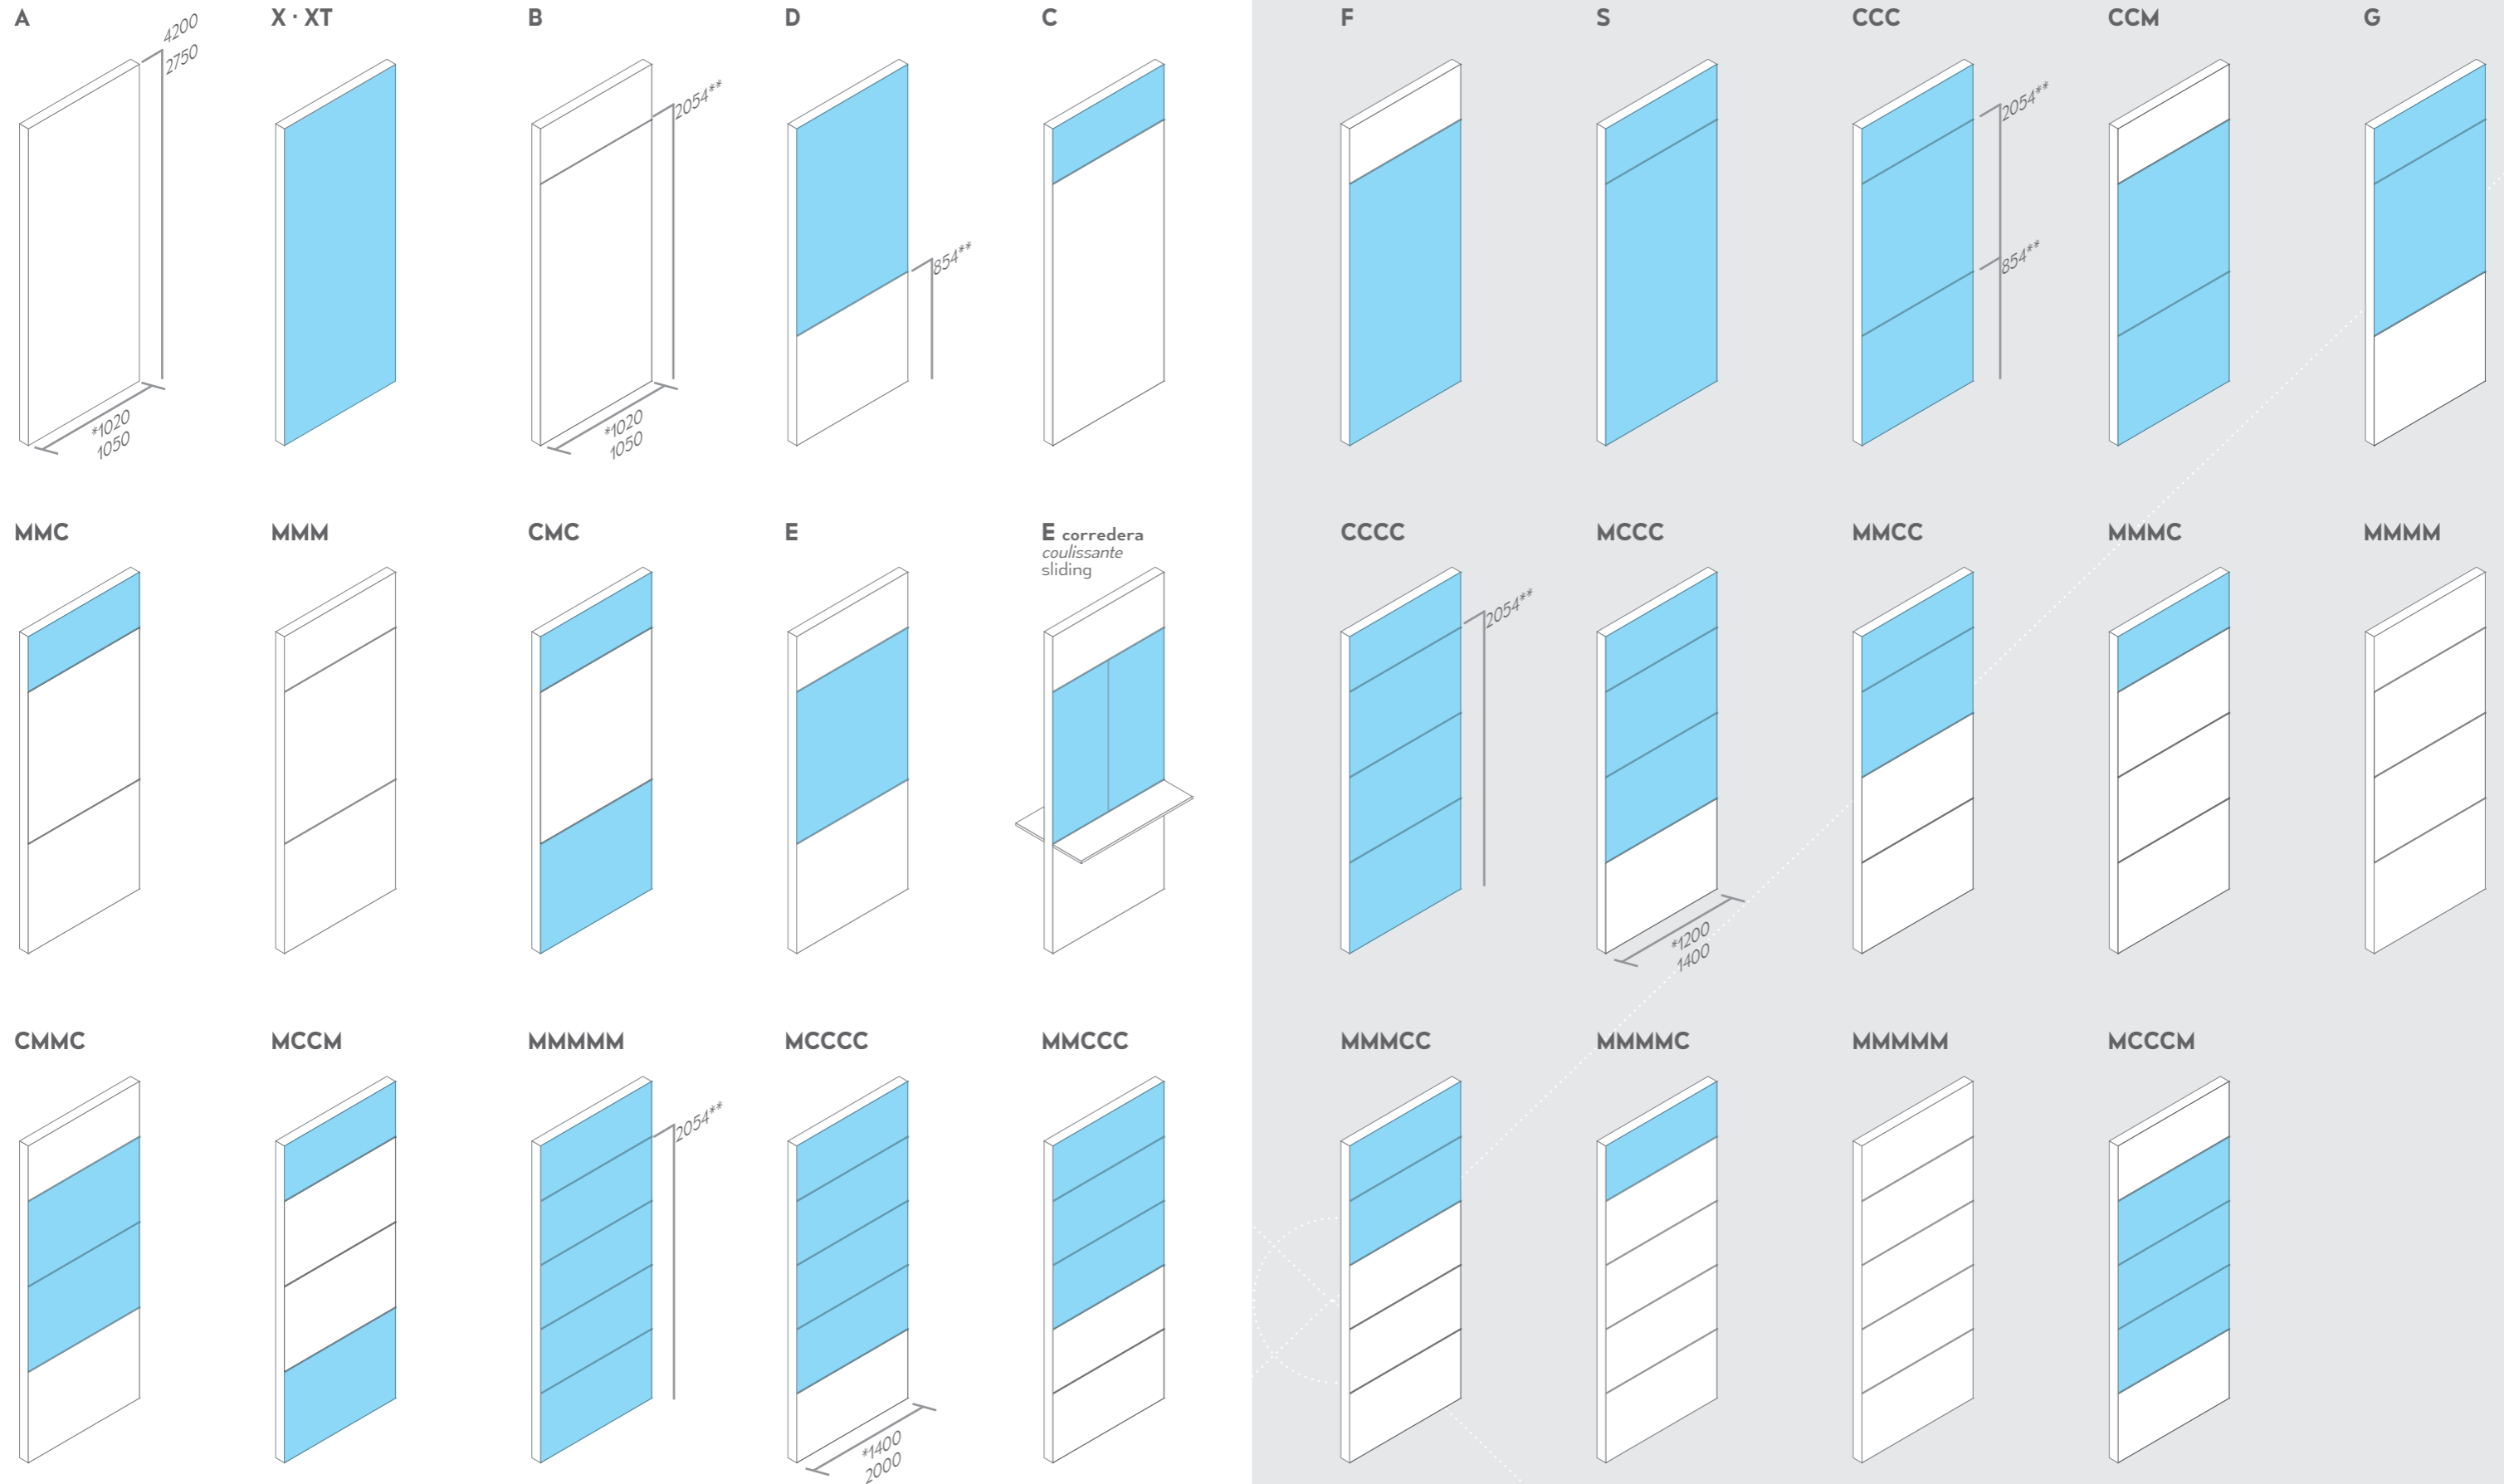 A
X · XT
B
D
C
F
S
CCC
CCM
G
4200
2750
*1020
1050
2054**
*1020
1050
854**
2054**
854**
MMC
MMM
CMC
E
E corredera
coulissante
sliding
CCCC
MCCC
MMCC
MMMC
MMMM
2054**
*1200
1400
CMMC
MCCM
MMMMM
MCCCC
MMCCC
MMMCC
MMMMC
MMMMM
MCCCM
2054**
*1400
2000